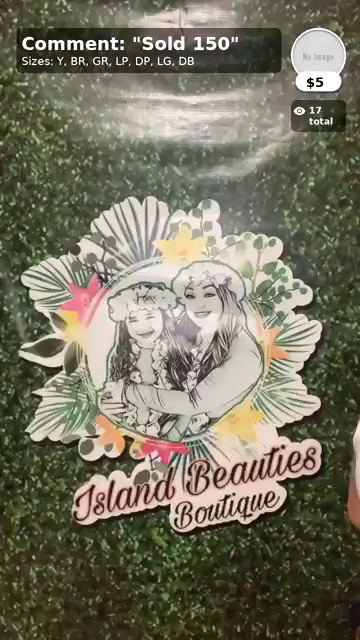 Comment: "Sold 150"
Sizes: Y, BR, GR, LP, DP, LG, DB
No Image
$5
17
total
Island Beauties
Boutique